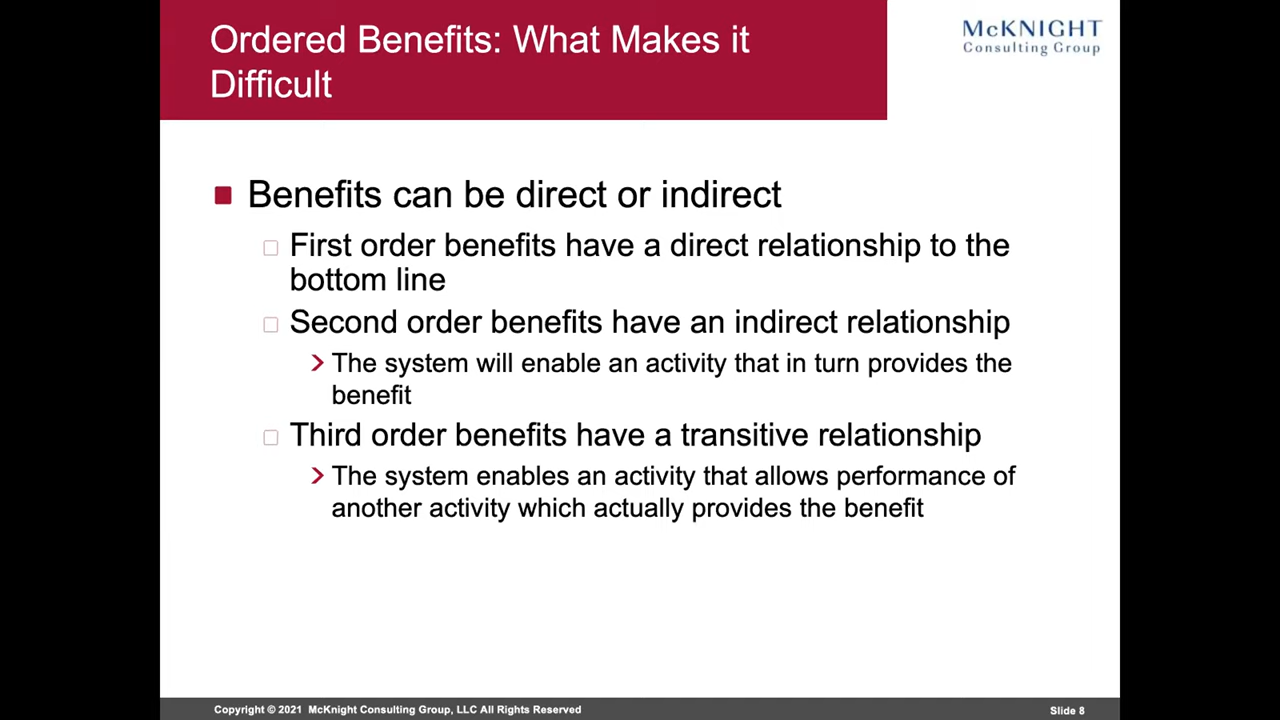 Ordered Benefits: What Makes it
Difficult
McKNIGHT
Consulting Group
Benefits can be direct or indirect
First order benefits have a direct relationship to the
bottom line
Second order benefits have an indirect relationship
The system will enable an activity that in turn provides the
benefit
Third order benefits have a transitive relationship
The system enables an activity that allows performance of
another activity which actually provides the benefit
Copyright © 2021 McKnight Consulting Group, LLC All Rights Reserved
Slide 8